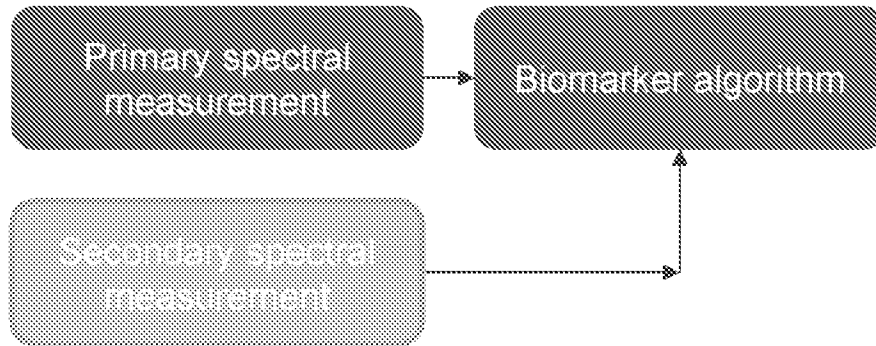 Primary spectral
measurement
Biomarker algorithm
Secondary spectral
measurement